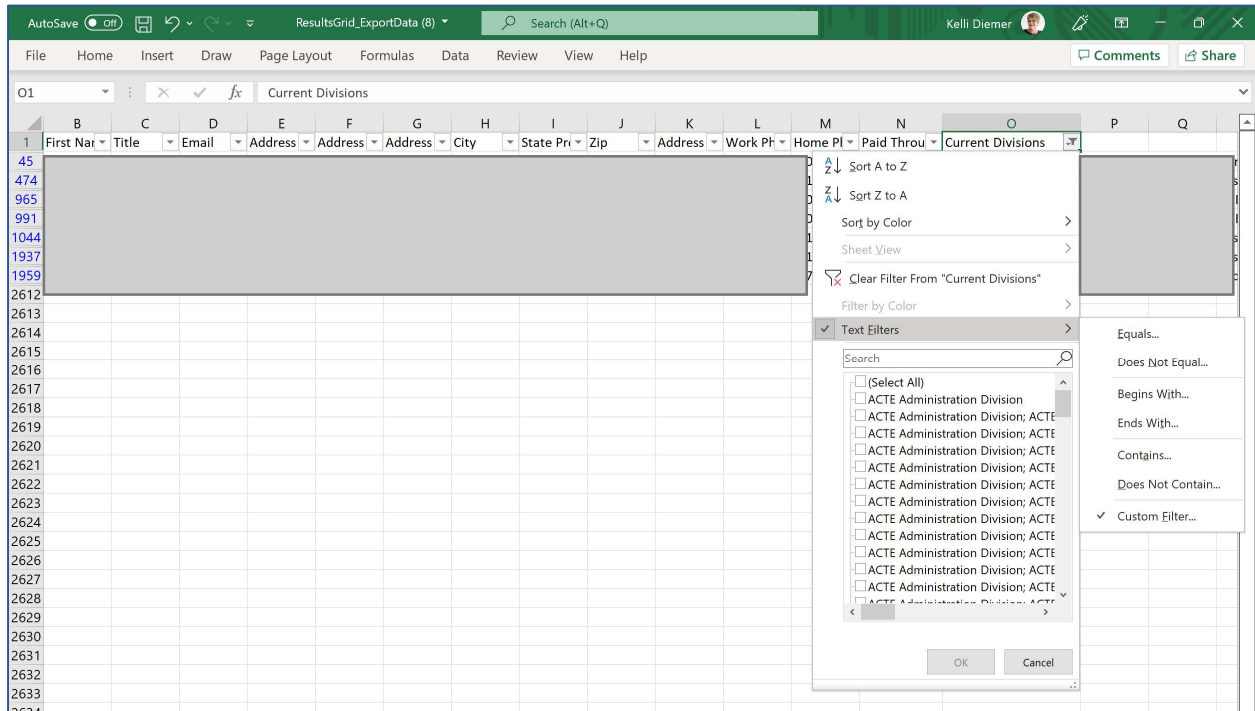 AutoSave Off ResultsGrid_ExportData (8) Search (Alt+Q) Kelli Diemer
File Home Insert Draw Page Layout Formulas Data Review View Help Comments Share
O1 fx Current Divisions
B C D E F G H I J K L M N O P Q
1 First Nar Title Email Address Address Address City State Pr Zip Address Work Ph Home Pl Paid Throu Current Divisions
45
474
965
991
1044
1937
1959
2612
2613
2614
2615
2616
2617
2618
2619
2620
2621
2622
2623
2624
2625
2626
2627
2628
2629
2630
2631
2632
2633
2634
Sort A to Z
Sort Z to A
Sort by Color
Sheet View
Clear Filter From "Current Divisions"
Filter by Color
Text Filters
Search
(Select All)
ACTE Administration Division
ACTE Administration Division; ACTE
ACTE Administration Division; ACTE
ACTE Administration Division; ACTE
ACTE Administration Division; ACTE
ACTE Administration Division; ACTE
ACTE Administration Division; ACTE
ACTE Administration Division; ACTE
ACTE Administration Division; ACTE
ACTE Administration Division; ACTE
ACTE Administration Division; ACTE
ACTE Administration Division; ACTE
ACTE Administration Division; ACTE
OK Cancel
Equals...
Does Not Equal...
Begins With...
Ends With...
Contains...
Does Not Contain...
Custom Filter...